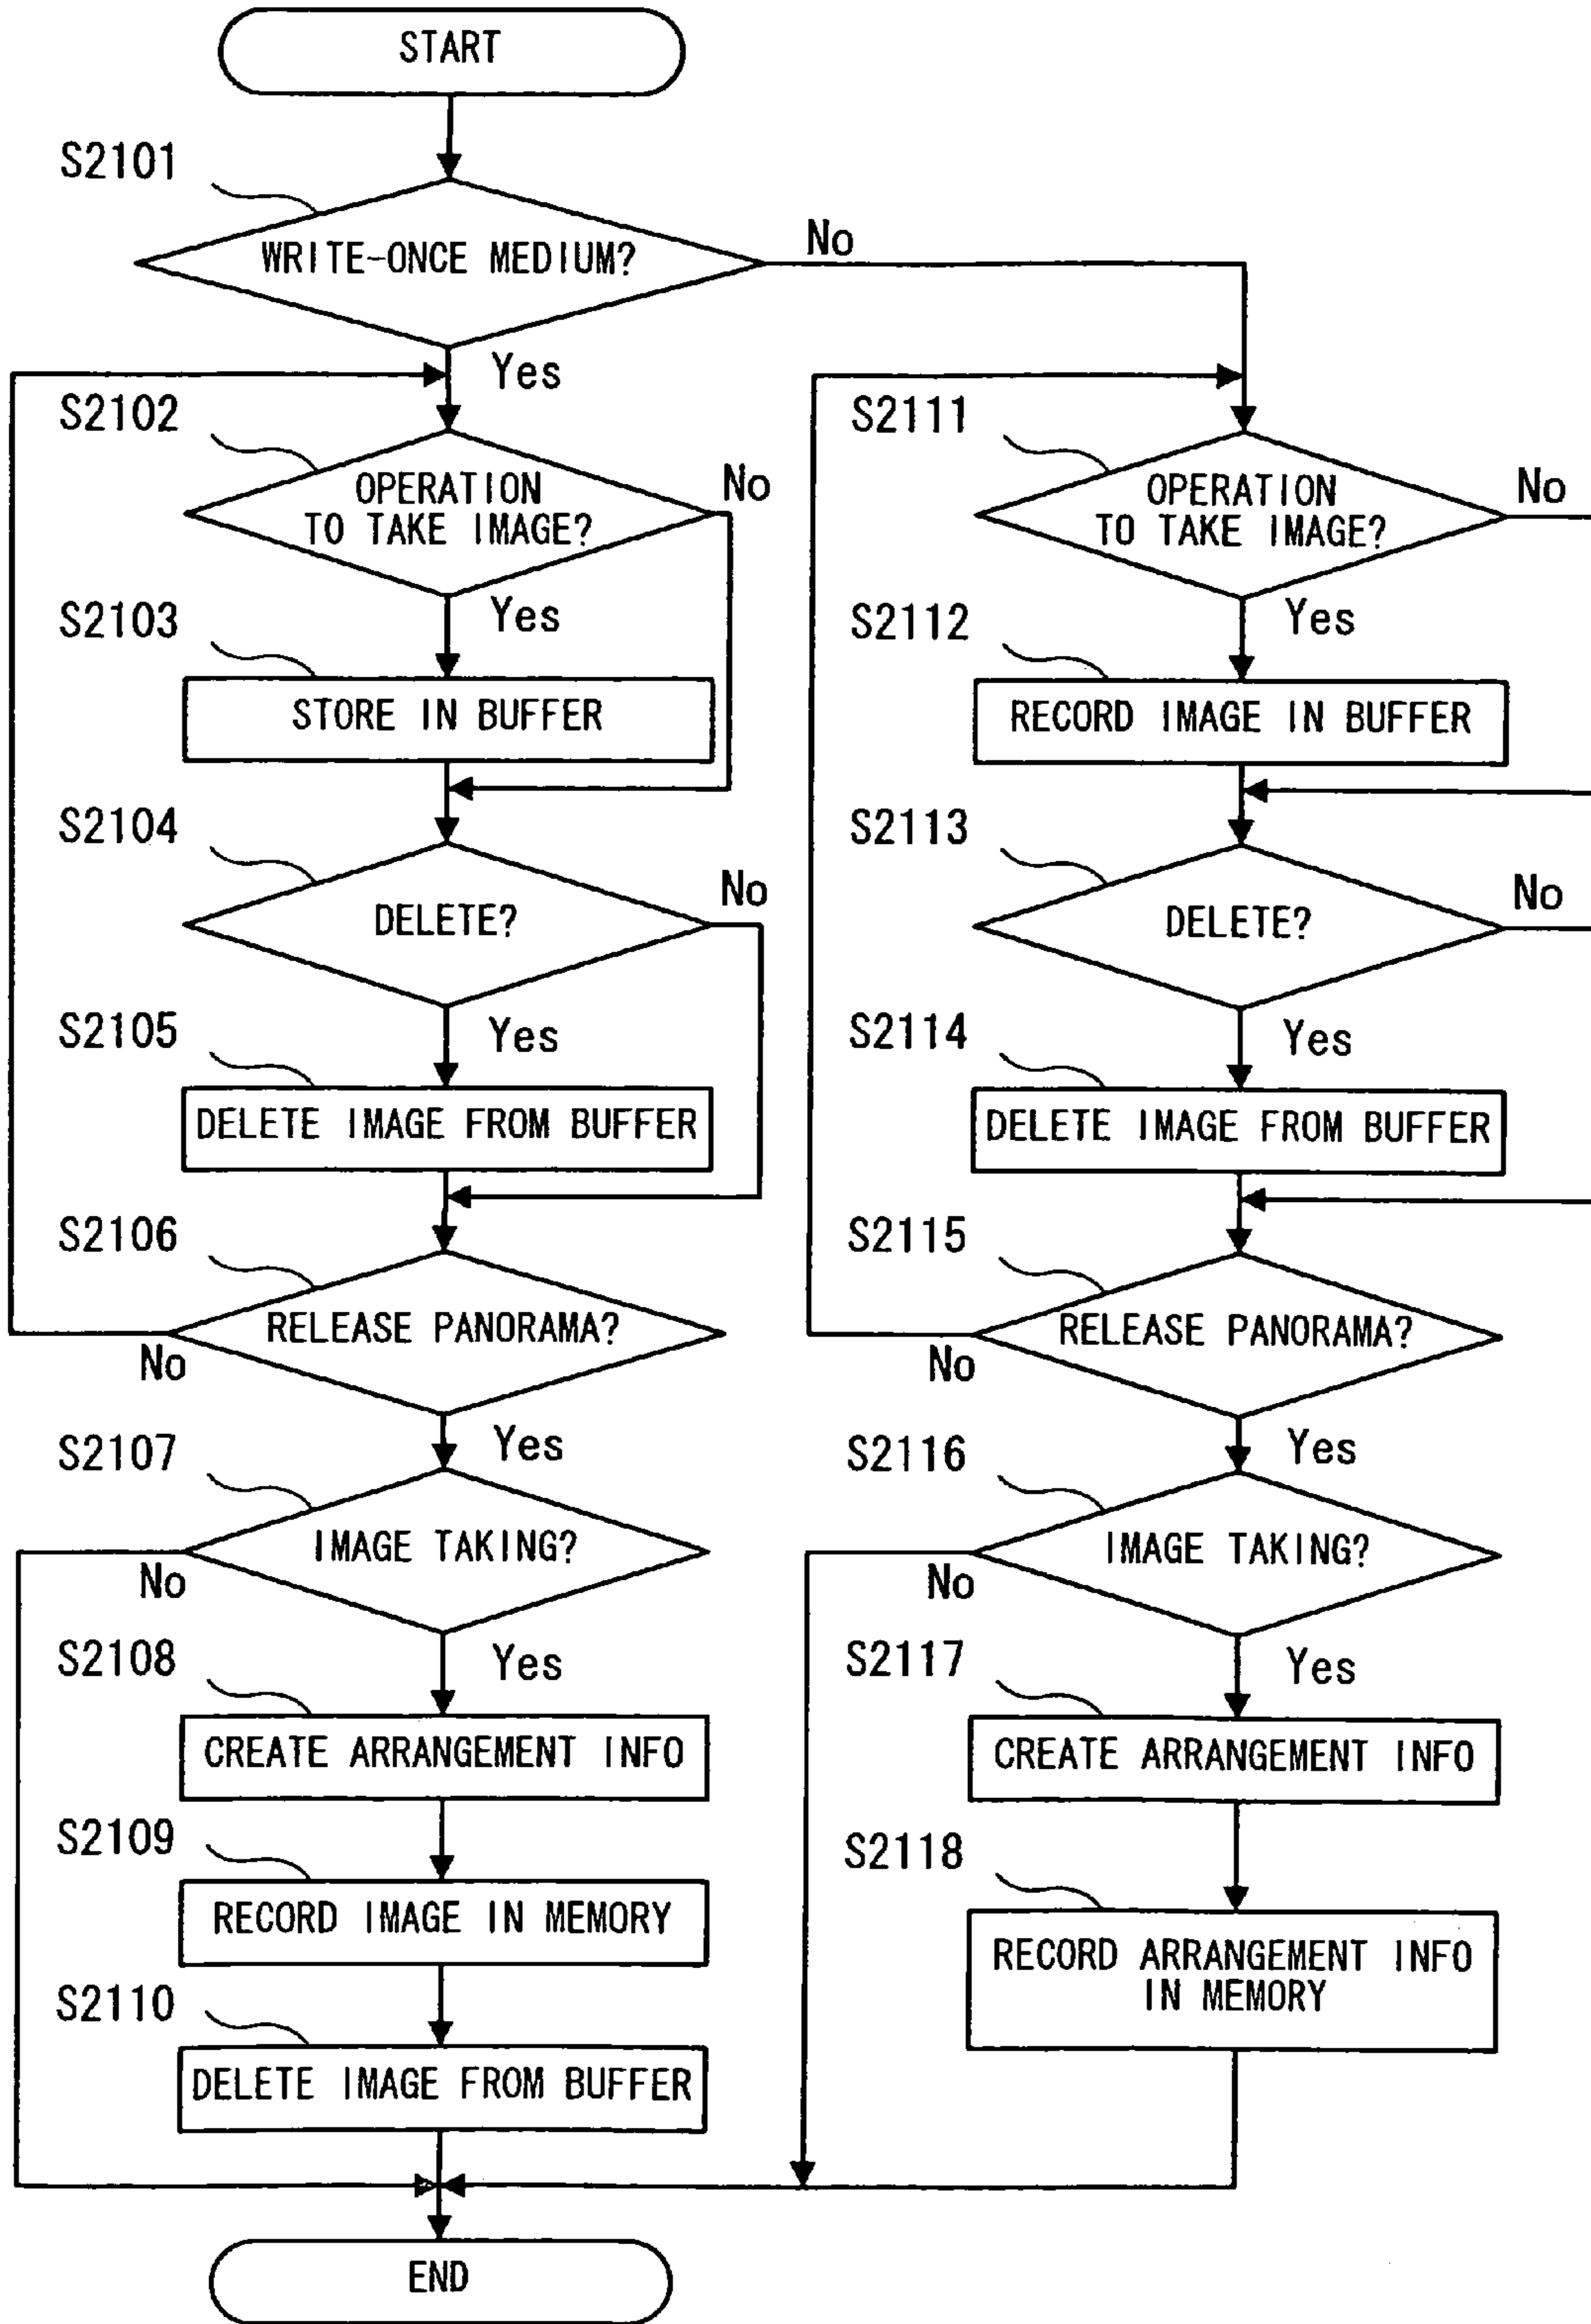 START
S2101
WRITE-ONCE MEDIUM?
No
Yes
S2102
OPERATION
TO TAKE IMAGE?
No
Yes
S2103
STORE IN BUFFER
S2104
DELETE?
No
Yes
S2105
DELETE IMAGE FROM BUFFER
S2106
RELEASE PANORAMA?
No
Yes
S2107
IMAGE TAKING?
No
Yes
S2108
CREATE ARRANGEMENT INFO
S2109
RECORD IMAGE IN MEMORY
S2110
DELETE IMAGE FROM BUFFER
S2111
OPERATION
TO TAKE IMAGE?
No
Yes
S2112
RECORD IMAGE IN BUFFER
S2113
DELETE?
No
Yes
S2114
DELETE IMAGE FROM BUFFER
S2115
RELEASE PANORAMA?
No
Yes
S2116
IMAGE TAKING?
No
Yes
S2117
CREATE ARRANGEMENT INFO
S2118
RECORD ARRANGEMENT INFO
IN MEMORY
END